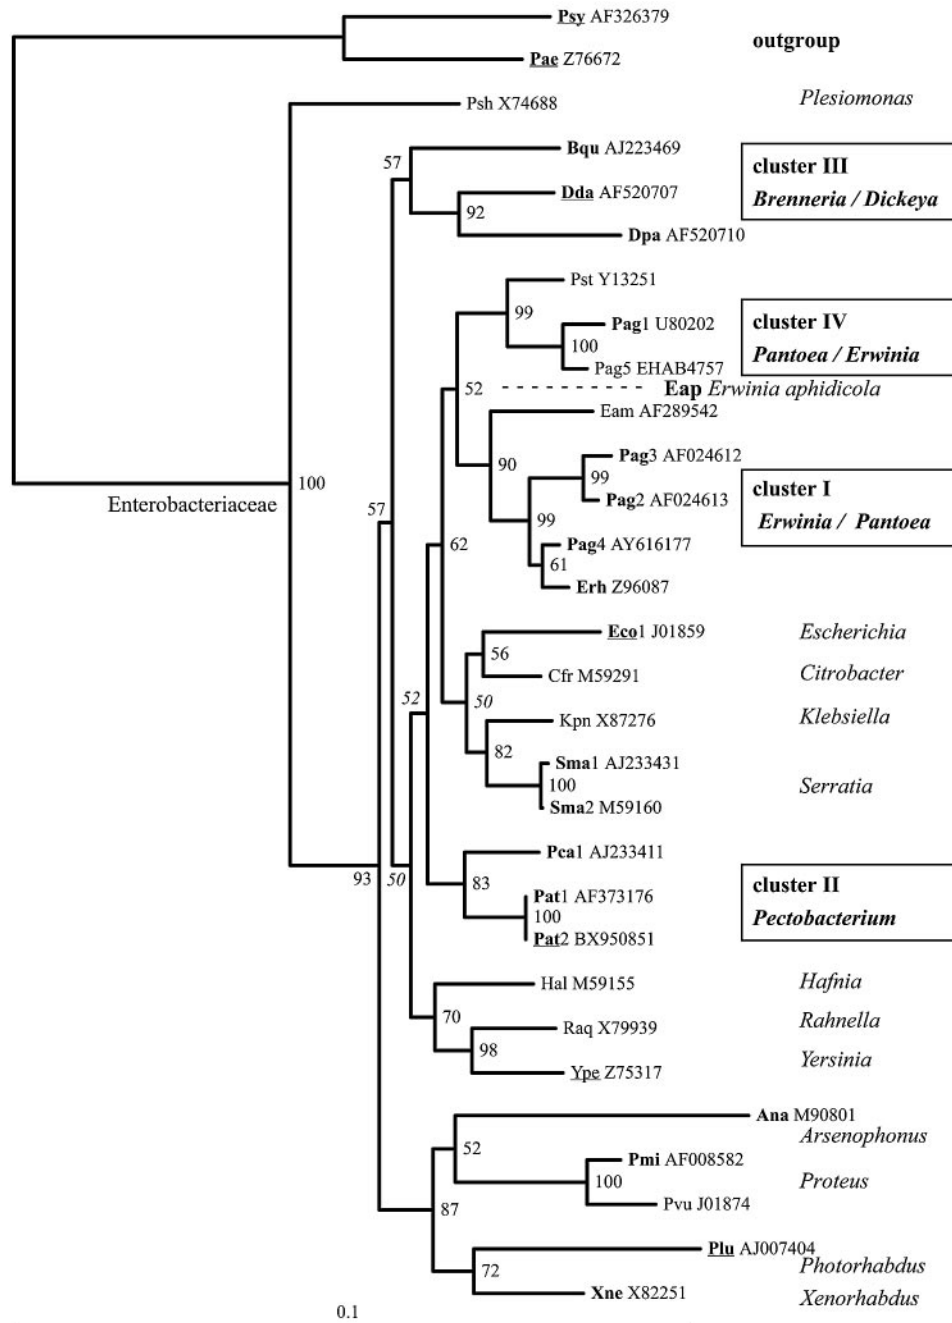 Psy AF326379
outgroup
Pae Z76672
Psh X74688
Plesiomonas
57
Bqu AJ223469
cluster III
Brenneria / Dickeya
Dda AF520707
92
Dpa AF520710
Pst Y13251
99
Pag1 U80202
cluster IV
Pantoea / Erwinia
100
Pag5 EHAB4757
52
Eap Erwinia aphidicola
Eam AF289542
90
Pag3 AF024612
99
Pag2 AF024613
cluster I
Erwinia / Pantoea
Enterobacteriaceae
100
57
99
62
Pag4 AY616177
61
Erh Z96087
Eco1 J01859
Escherichia
56
Cfr M59291
Citrobacter
52
50
Kpn X87276
Klebsiella
82
Sma1 AJ233431
100
Serratia
Sma2 M59160
Pca1 AJ233411
93
50
83
Pat1 AF373176
cluster II
Pectobacterium
100
Pat2 BX950851
Hal M59155
Hafnia
70
Raq X79939
Rahnella
98
Yersinia
Ype Z75317
Ana M90801
Arsenophonus
52
Pmi AF008582
100
Proteus
Pvu J01874
87
Plu AJ007404
Photorhabdus
72
Xne X82251
Xenorhabdus
0.1